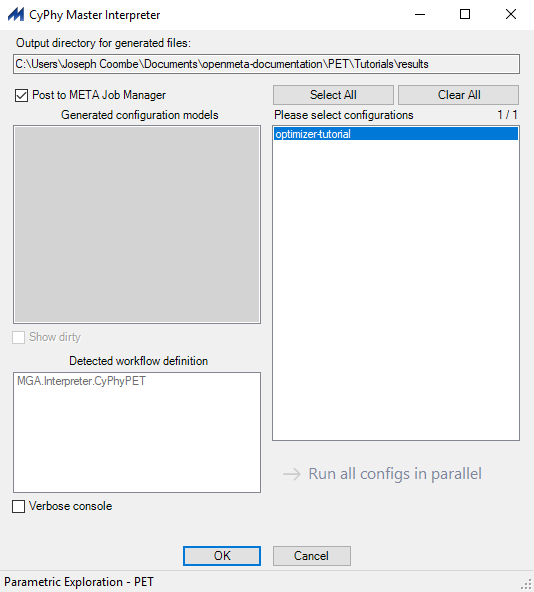 CyPhy Master Interpreter
Output directory for generated files:
C:\Users\Joseph Coombe\Documents\openmeta-documentation\PET\Tutorials\results
Post to META Job Manager
Select All
Clear All
Generated configuration models
Please select configurations
1 / 1
optimizer-tutorial
Show dirty
Detected workflow definition
MGA.Interpreter.CyPhyPET
Run all configs in parallel
Verbose console
OK
Cancel
Parametric Exploration - PET